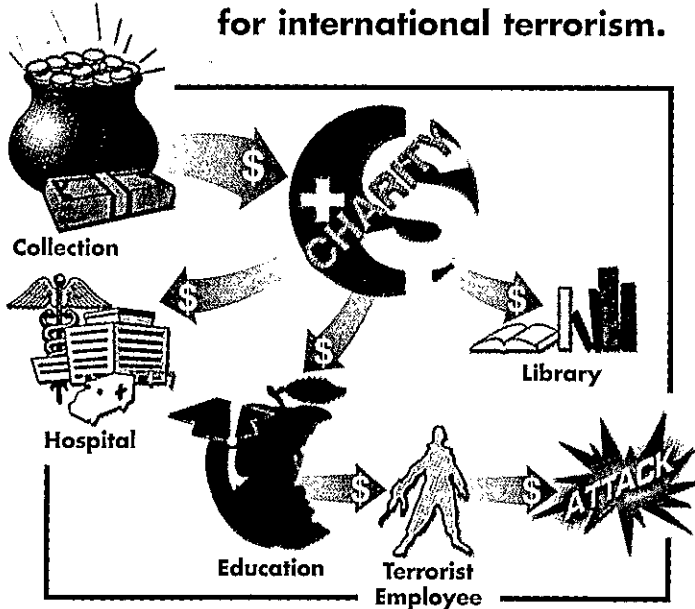 for international terrorism.
$
CHARITY
Collection
$
$
$
Library
Hospital
$
$
ATTACK
Education
Terrorist
Employee